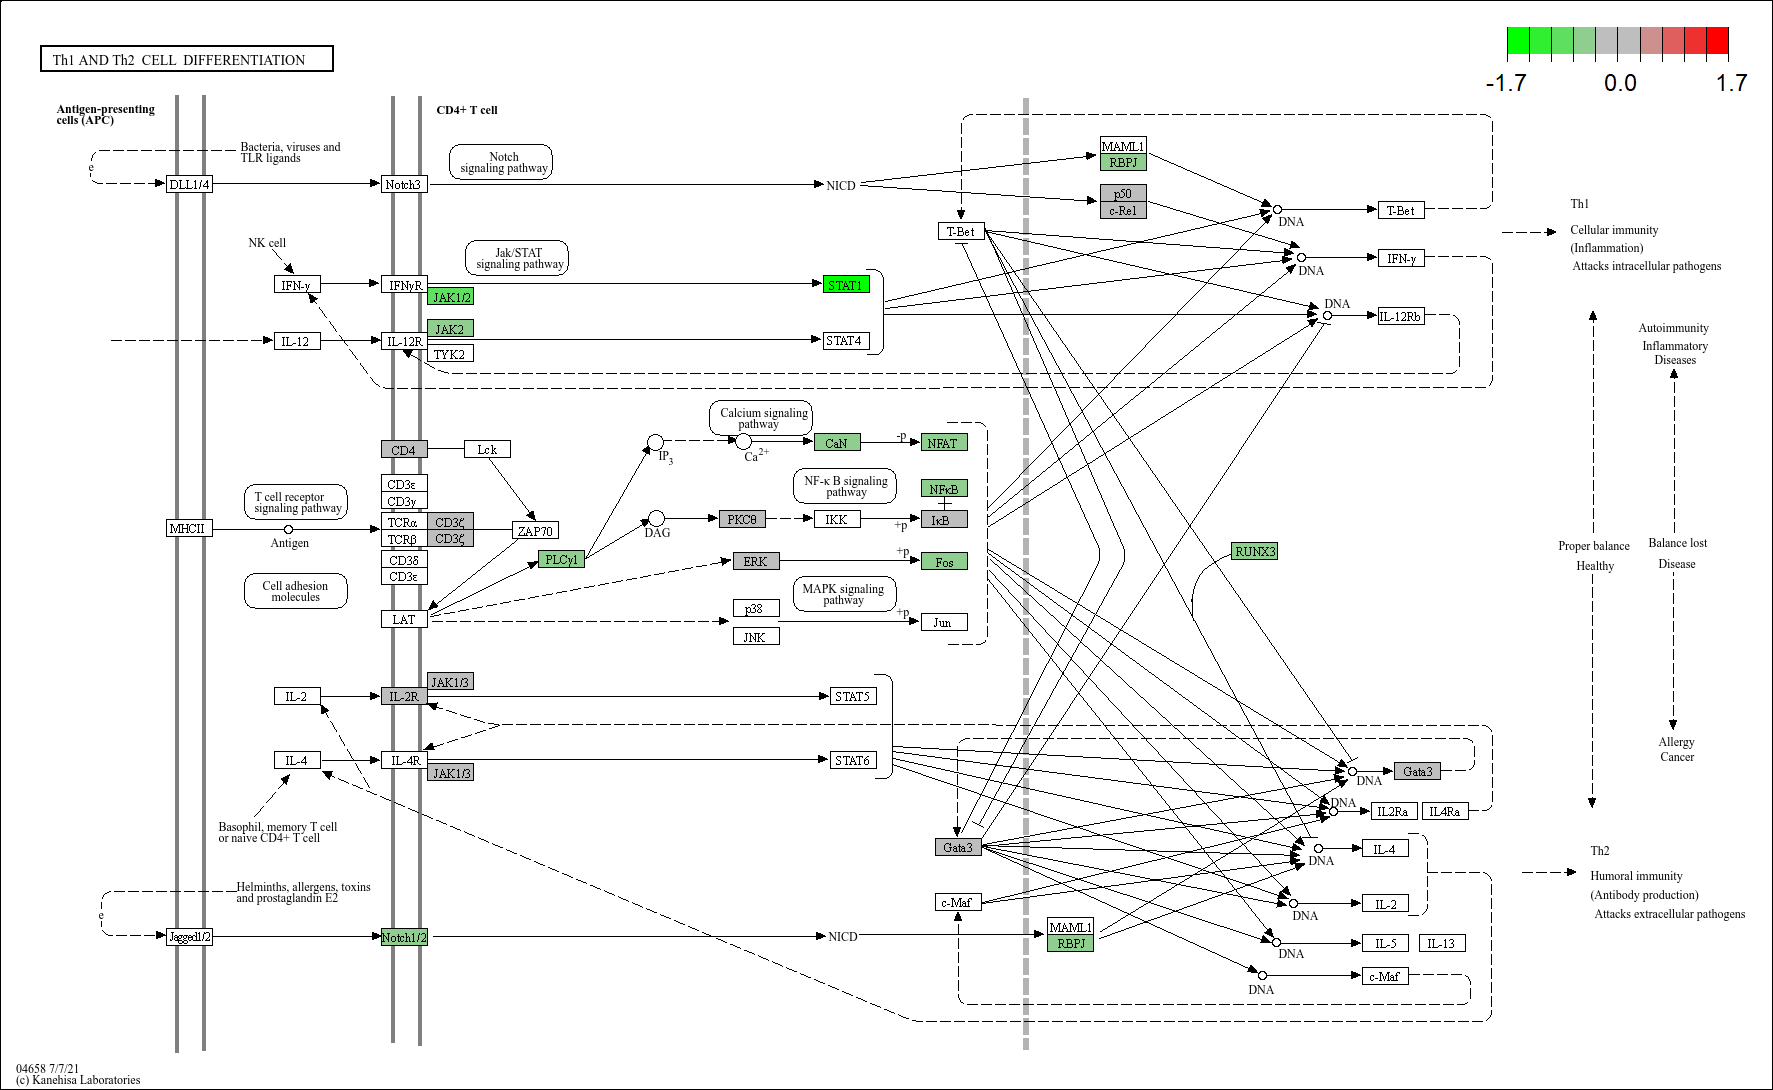 Th1 AND Th2 CELL DIFFERENTIATION
-1.7
0.0
1.7
Antigen-presenting
cells (APC)
CD4+ T cell
Bacteria, viruses and
TLR ligands
e
DLL1/4
Notch3
Notch
signaling pathway
NICD
MAML1
RBPJ
p50
c-Rel
DNA
T-Bet
T-Bet
Th1
Cellular immunity
(Inflammation)
Attacks intracellular pathogens
NK cell
IFN-γ
IFNγR
JAK1/2
Jak/STAT
signaling pathway
STAT1
DNA
IFN-γ
IL-12
IL-12R
JAK2
TYK2
STAT4
DNA
IL-12Rb
Autoimmunity
Inflammatory
Diseases
CD4
Lck
IP3
Calcium signaling
pathway
Ca2+
CaN
-p
NFAT
CD3ε
CD3γ
T cell receptor
signaling pathway
NF-κ B signaling
pathway
NFκB
MHCII
Antigen
TCRα
TCRβ
CD3ζ
CD3ζ
ZAP70
DAG
PKCθ
IKK
+p
IκB
CD3δ
CD3ε
PLCγ1
ERK
+p
Fos
RUNX3
Proper balance
Healthy
Balance lost
Disease
Cell adhesion
molecules
MAPK signaling
pathway
LAT
p38
JNK
+p
Jun
IL-2
IL-2R
JAK1/3
STAT5
IL-4
IL-4R
JAK1/3
STAT6
Allergy
Cancer
DNA
Gata3
DNA
IL2Ra
IL4Ra
Basophil, memory T cell
or naive CD4+ T cell
Gata3
DNA
IL-4
Th2
Humoral immunity
(Antibody production)
Attacks extracellular pathogens
Helminths, allergens, toxins
and prostaglandin E2
e
c-Maf
DNA
IL-2
Jagged1/2
Notch1/2
NICD
MAML1
RBPJ
DNA
IL-5
IL-13
DNA
c-Maf
04658 7/7/21
(c) Kanehisa Laboratories